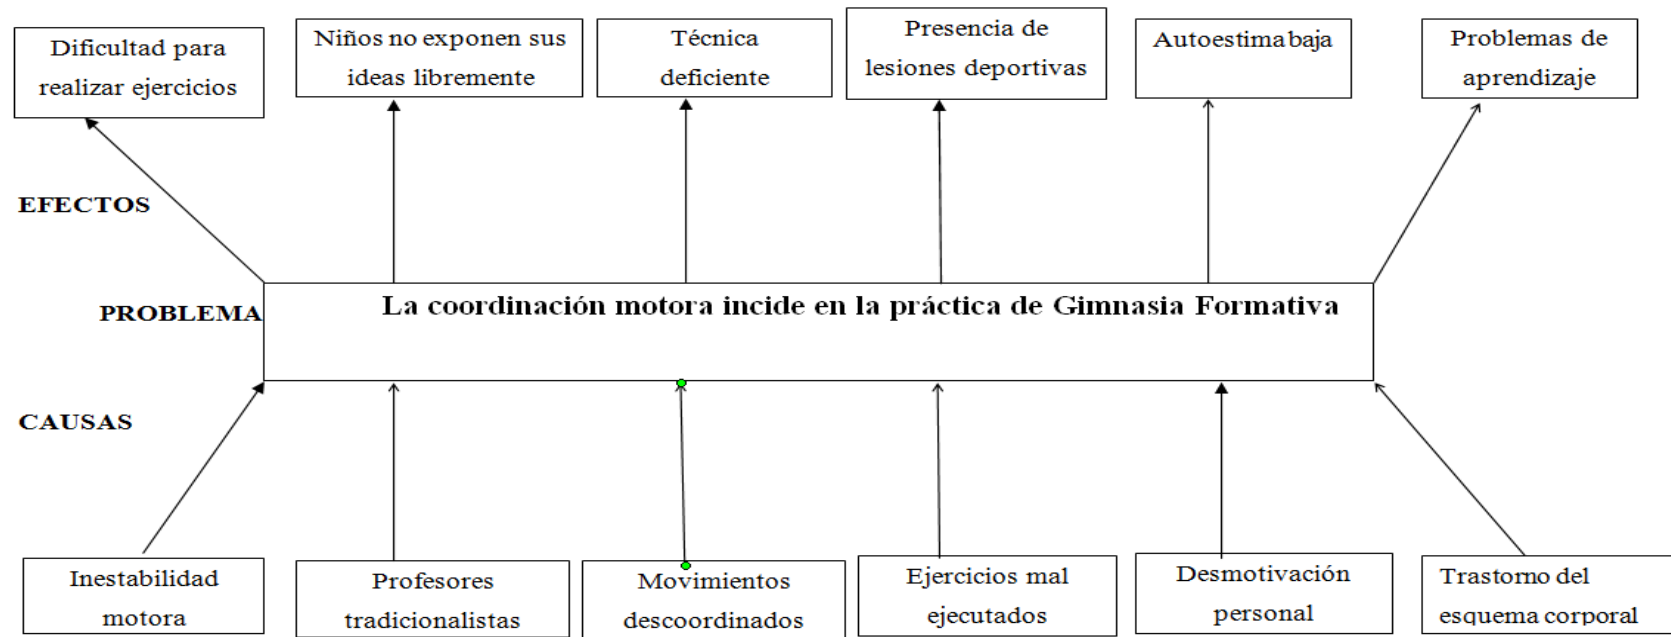 Dificultad para
realizar ejercicios
Niños no exponen sus
ideas libremente
Técnica
deficiente
Presencia de
lesiones deportivas
Autoestima baja
Problemas de
aprendizaje
EFECTOS
PROBLEMA
La coordinación motora incide en la práctica de Gimnasia Formativa
CAUSAS
Inestabilidad
motora
Profesores
tradicionalistas
Movimientos
descoordinados
Ejercicios mal
ejecutados
Desmotivación
personal
Trastorno del
esquema corporal